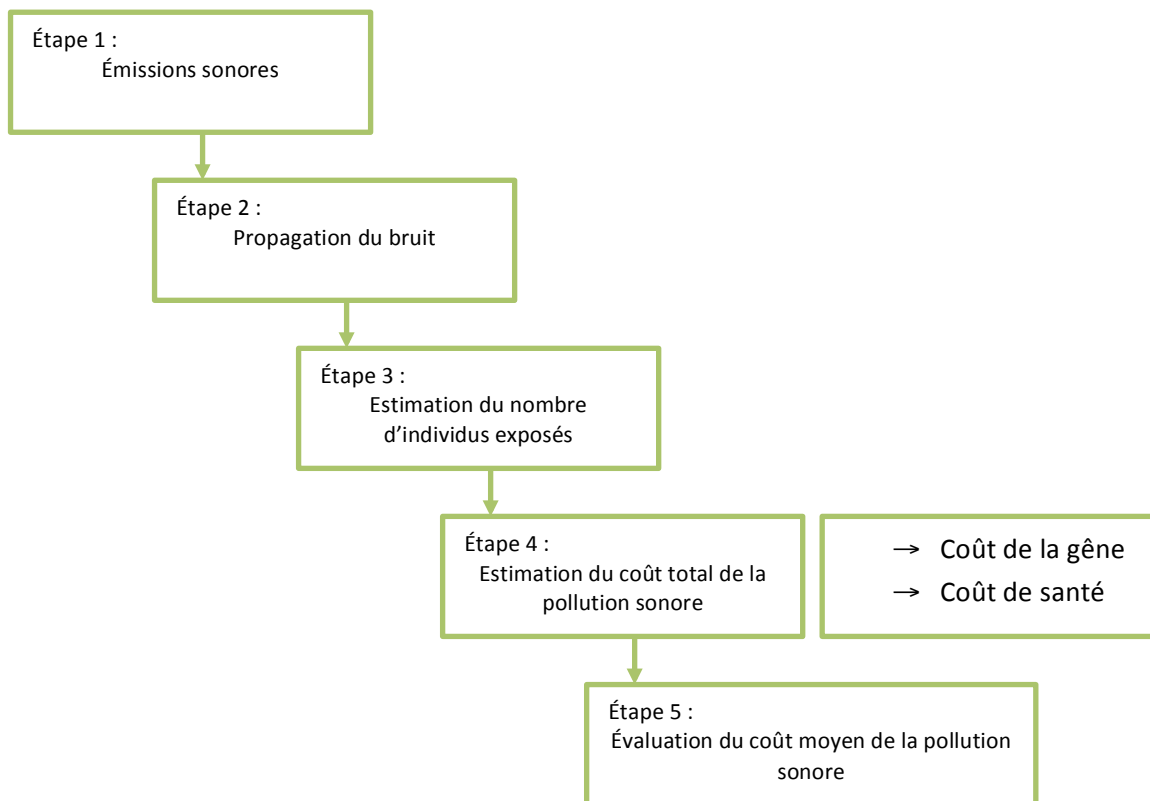 Étape 1 :
Émissions sonores
Étape 2 :
Propagation du bruit
Étape 3 :
Estimation du nombre
d’individus exposés
Étape 4 :
Estimation du coût total de la
pollution sonore
→ Coût de la gêne
→ Coût de santé
Étape 5 :
Évaluation du coût moyen de la pollution
sonore